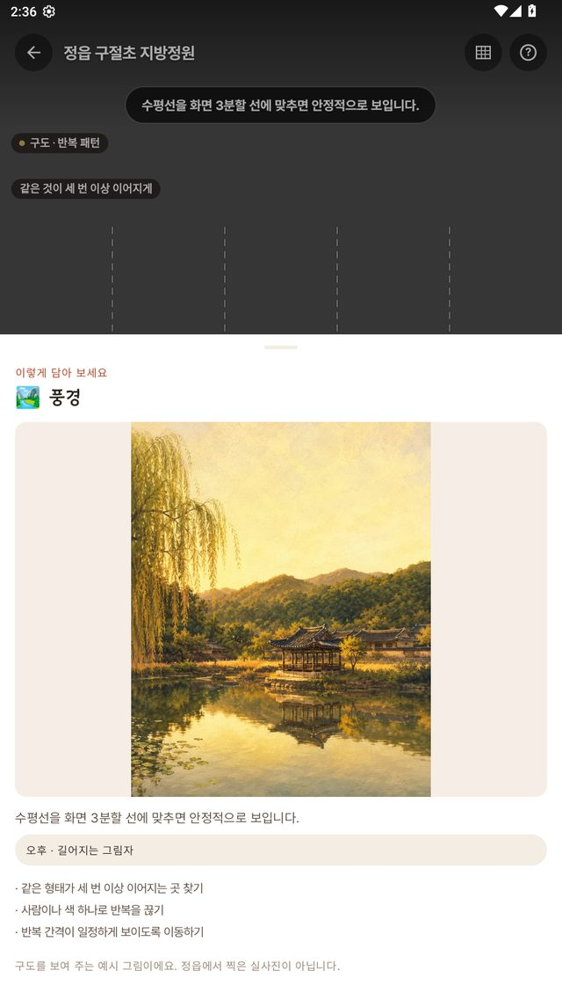 2:36
정읍 구절초 지방정원
수평선을 화면 3분할 선에 맞추면 안정적으로 보입니다.
구도 · 반복 패턴
같은 것이 세 번 이상 이어지게
이렇게 담아 보세요
풍경
수평선을 화면 3분할 선에 맞추면 안정적으로 보입니다.
오후 · 길어지는 그림자
· 같은 형태가 세 번 이상 이어지는 곳 찾기
· 사람이나 색 하나로 반복을 끊기
· 반복 간격이 일정하게 보이도록 이동하기
구도를 보여 주는 예시 그림이에요. 정읍에서 찍은 실사진이 아닙니다.